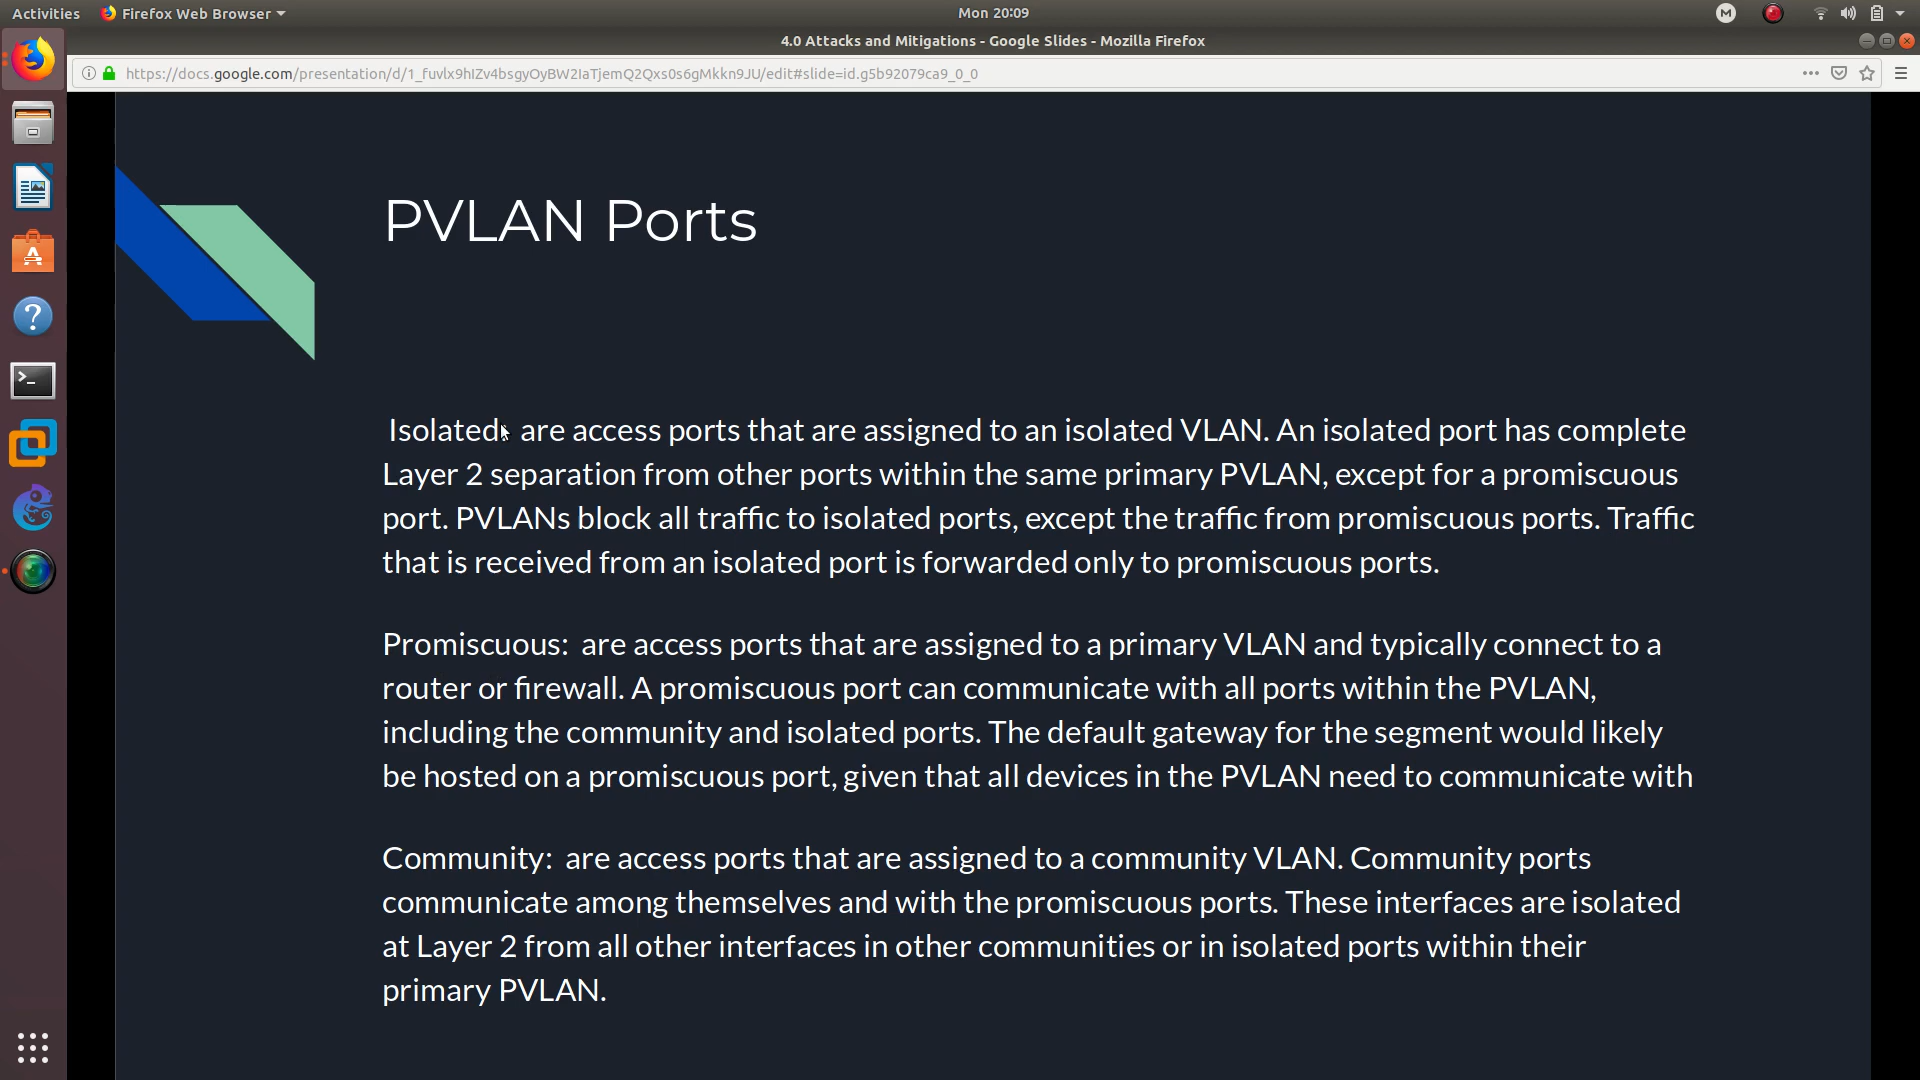 Activities Firefox Web Browser Mon 20:09 M
4.0 Attacks and Mitigations - Google Slides - Mozilla Firefox
https://docs.google.com/presentation/d/1_fuvlx9hIZv4bsgyOyBW2IaTjemQ2Qxs0s6gMkkn9JU/edit#slide=id.g5b92079ca9_0_0
PVLAN Ports
Isolated: are access ports that are assigned to an isolated VLAN. An isolated port has complete
Layer 2 separation from other ports within the same primary PVLAN, except for a promiscuous
port. PVLANs block all traffic to isolated ports, except the traffic from promiscuous ports. Traffic
that is received from an isolated port is forwarded only to promiscuous ports.
Promiscuous: are access ports that are assigned to a primary VLAN and typically connect to a
router or firewall. A promiscuous port can communicate with all ports within the PVLAN,
including the community and isolated ports. The default gateway for the segment would likely
be hosted on a promiscuous port, given that all devices in the PVLAN need to communicate with
Community: are access ports that are assigned to a community VLAN. Community ports
communicate among themselves and with the promiscuous ports. These interfaces are isolated
at Layer 2 from all other interfaces in other communities or in isolated ports within their
primary PVLAN.